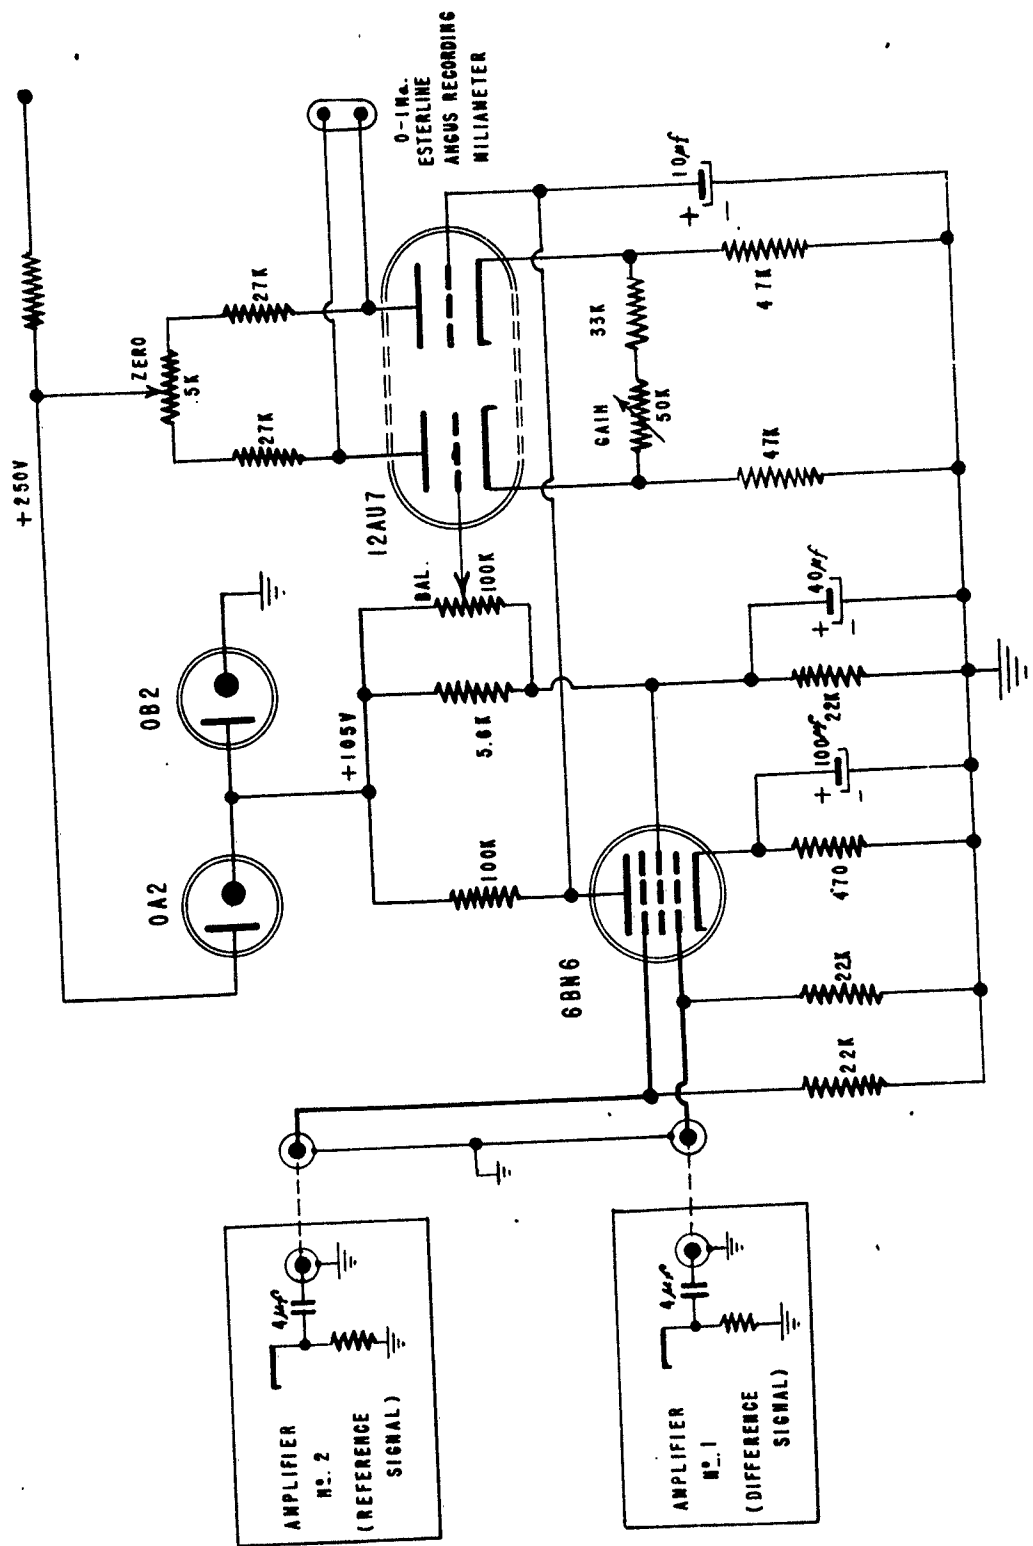 +250V
ZERO
.5K
27K
27K
0-1Ma.
ESTERLINE
ANGUS RECORDING
MILIAMETER
OA2
OB2
+105V
12AU7
BAL.
100K
5.6K
100K
GAIN
50K
33K
47K
47K
10µf
+
-
40µf
+
-
22K
100µf
+
-
470
22K
22K
6BN6
4µf
AMPLIFIER
Nº. 2
(REFERENCE
SIGNAL)
4µf
AMPLIFIER
Nº. 1
(DIFFERENCE
SIGNAL)